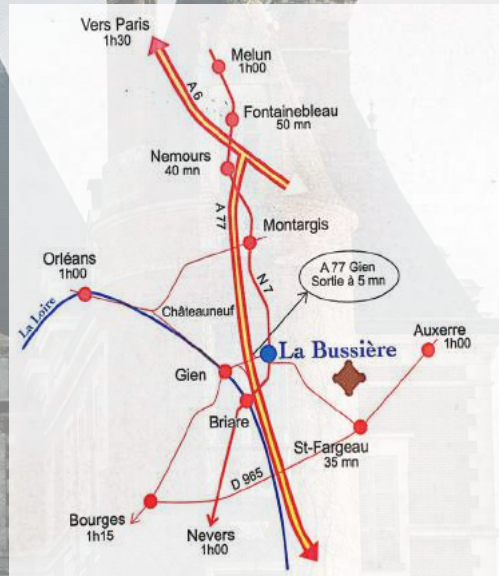 Vers Paris
1h30
Melun
1h00
A 6
Fontainebleau
50 mn
Nemours
40 mn
A 77
Montargis
Orléans
1h00
N 7
A 77 Gien
Sortie à 5 mn
La Loire
Châteauneuf
Auxerre
1h00
La Bussière
Gien
Briare
St-Fargeau
35 mn
D 965
Bourges
1h15
Nevers
1h00